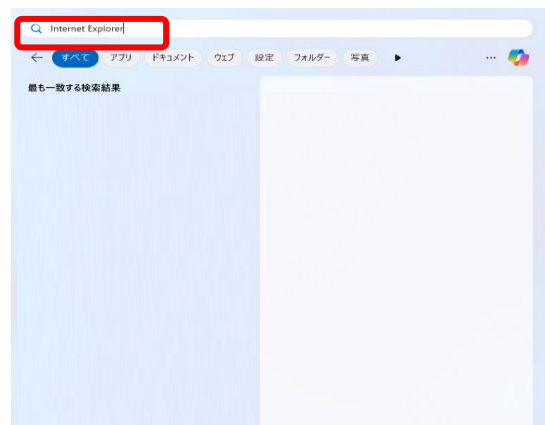 Internet Explorer
すべて アプリ ドキュメント ウェブ 設定 フォルダー 写真
最も一致する検索結果